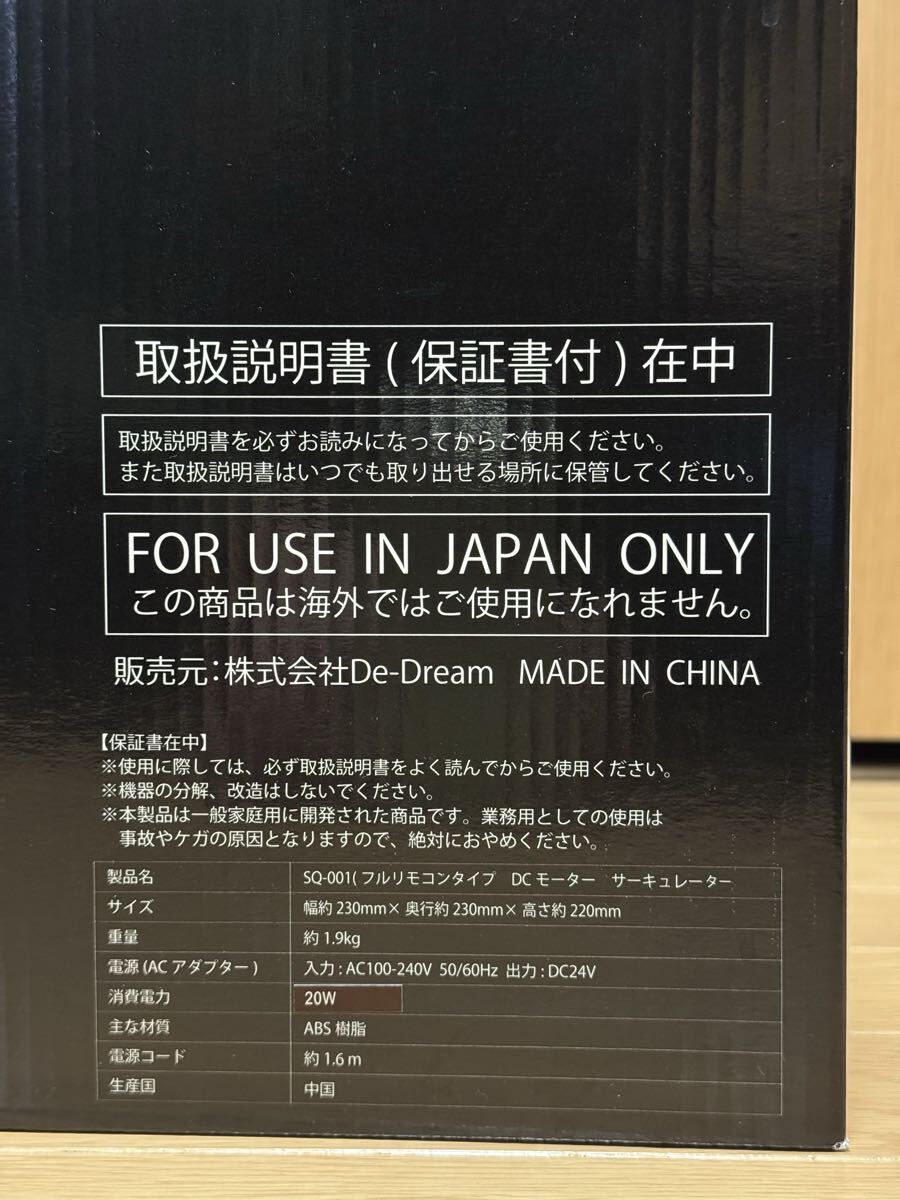 取扱説明書(保証書付)在中
取扱説明書を必ずお読みになってからご使用ください。
また取扱説明書はいつでも取り出せる場所に保管してください。
FOR USE IN JAPAN ONLY
この商品は海外ではご使用になれません。
販売元:株式会社De-Dream MADE IN CHINA
【保証書在中】
※使用に際しては、必ず取扱説明書をよく読んでからご使用ください。
※機器の分解、改造はしないでください。
※本製品は一般家庭用に開発された商品です。業務用としての使用は
事故やケガの原因となりますので、絶対におやめください。
製品名 SQ-001(フルリモコンタイプ DCモーター サーキュレーター
サイズ 幅約230mm×奥行約230mm×高さ約220mm
重量 約1.9kg
電源(ACアダプター) 入力:AC100-240V 50/60Hz 出力:DC24V
消費電力 20W
主な材質 ABS樹脂
電源コード 約1.6m
生産国 中国